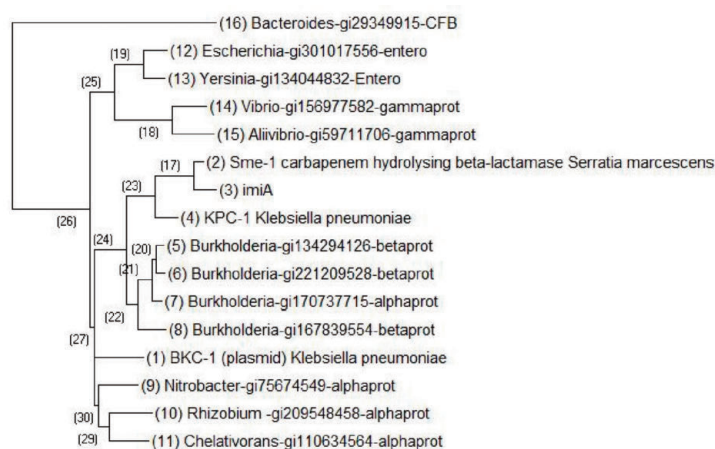 (16) Bacteroides-gi29349915-CFB
(19)
(12) Escherichia-gi301017556-entero
(25)
(13) Yersinia-gi134044832-Entero
(14) Vibrio-gi156977582-gammaprot
(18)
(15) Aliivibrio-gi59711706-gammaprot
(17)
(2) Sme-1 carbapenem hydrolysing beta-lactamase Serratia marcescens
(23)
(3) imiA
(26)
(4) KPC-1 Klebsiella pneumoniae
(24)
(20)
(5) Burkholderia-gi134294126-betaprot
(21)
(6) Burkholderia-gi221209528-betaprot
(7) Burkholderia-gi170737715-alphaprot
(22)
(8) Burkholderia-gi167839554-betaprot
(27)
(1) BKC-1 (plasmid) Klebsiella pneumoniae
(9) Nitrobacter-gi75674549-alphaprot
(30)
(10) Rhizobium -gi209548458-alphaprot
(29)
(11) Chelativorans-gi110634564-alphaprot